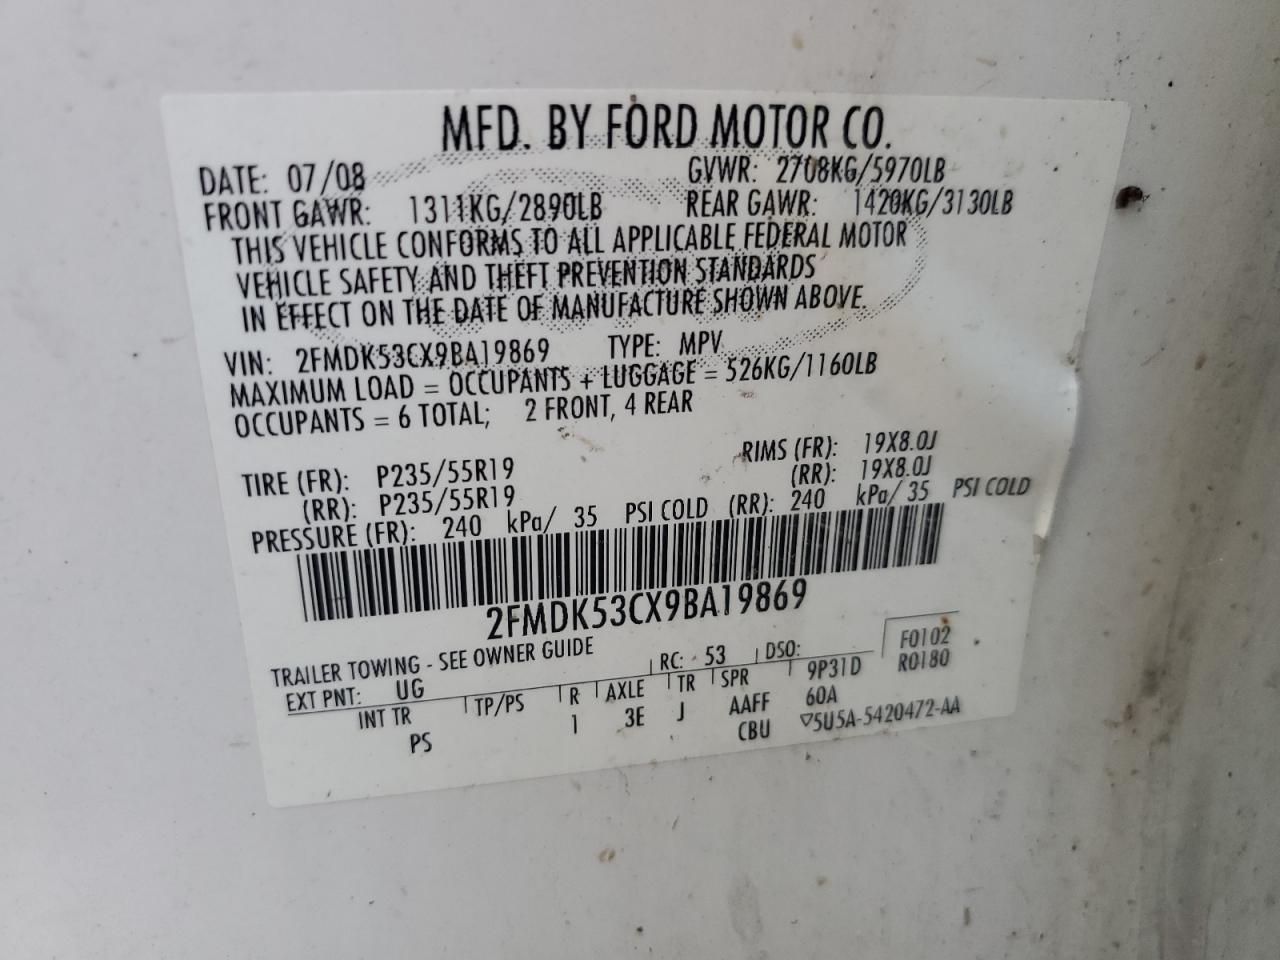 MFD. BY FORD MOTOR CO.
DATE: 07/08 GVWR: 2708KG/5970LB
FRONT GAWR: 1311KG/2890LB REAR GAWR: 1420KG/3130LB
THIS VEHICLE CONFORMS TO ALL APPLICABLE FEDERAL MOTOR
VEHICLE SAFETY AND THEFT PREVENTION STANDARDS
IN EFFECT ON THE DATE OF MANUFACTURE SHOWN ABOVE.
VIN: 2FMDK53CX9BA19869 TYPE: MPV
MAXIMUM LOAD = OCCUPANTS + LUGGAGE = 526KG/1160LB
OCCUPANTS = 6 TOTAL; 2 FRONT, 4 REAR
TIRE (FR): P235/55R19 RIMS (FR): 19X8.0J
(RR): P235/55R19 (RR): 19X8.0J
PRESSURE (FR): 240 kPa/ 35 PSI COLD (RR): 240 kPa/ 35 PSI COLD
2FMDK53CX9BA19869
TRAILER TOWING - SEE OWNER GUIDE
EXT PNT: UG RC: 53 DSO: F0102
INT TR TP/PS R AXLE TR SPR 9P31D R0180
PS 1 3E J AAFF 60A
CBU ▽5U5A-5420472-AA